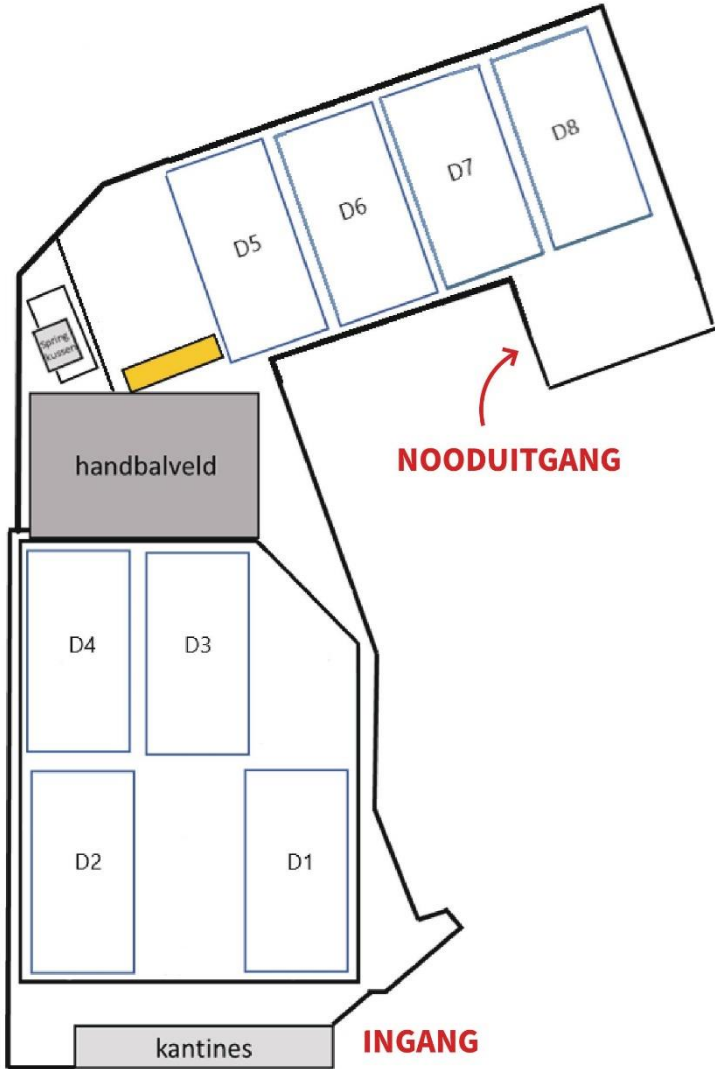 D8
D7
D6
D5
Spring
kussen
NOODUITGANG
handbalveld
D4
D3
D2
D1
kantines
INGANG